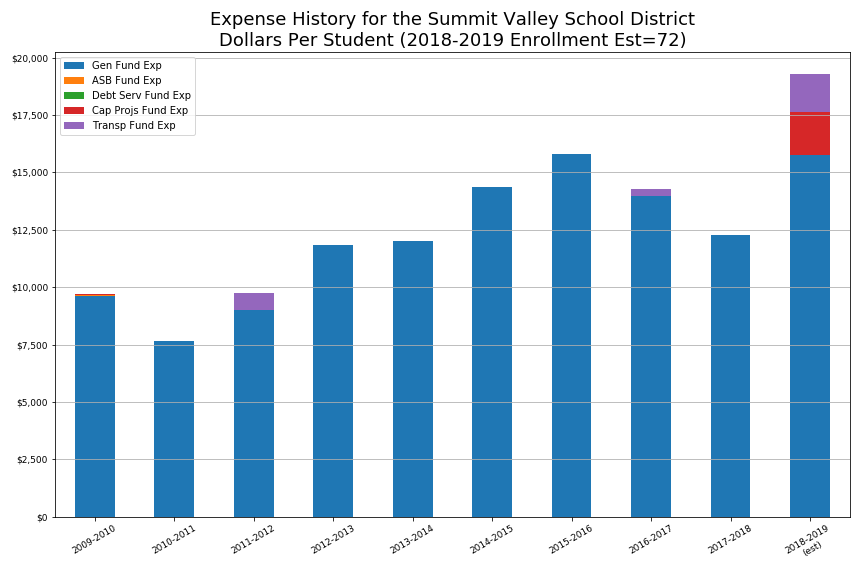 Expense History for the Summit Valley School District
Dollars Per Student (2018-2019 Enrollment Est=72)
$20,000
$17,500
$15,000
$12,500
$10,000
$7,500
$5,000
$2,500
$0
Gen Fund Exp
ASB Fund Exp
Debt Serv Fund Exp
Cap Projs Fund Exp
Transp Fund Exp
2009-2010
2010-2011
2011-2012
2012-2013
2013-2014
2014-2015
2015-2016
2016-2017
2017-2018
2018-2019
(est)